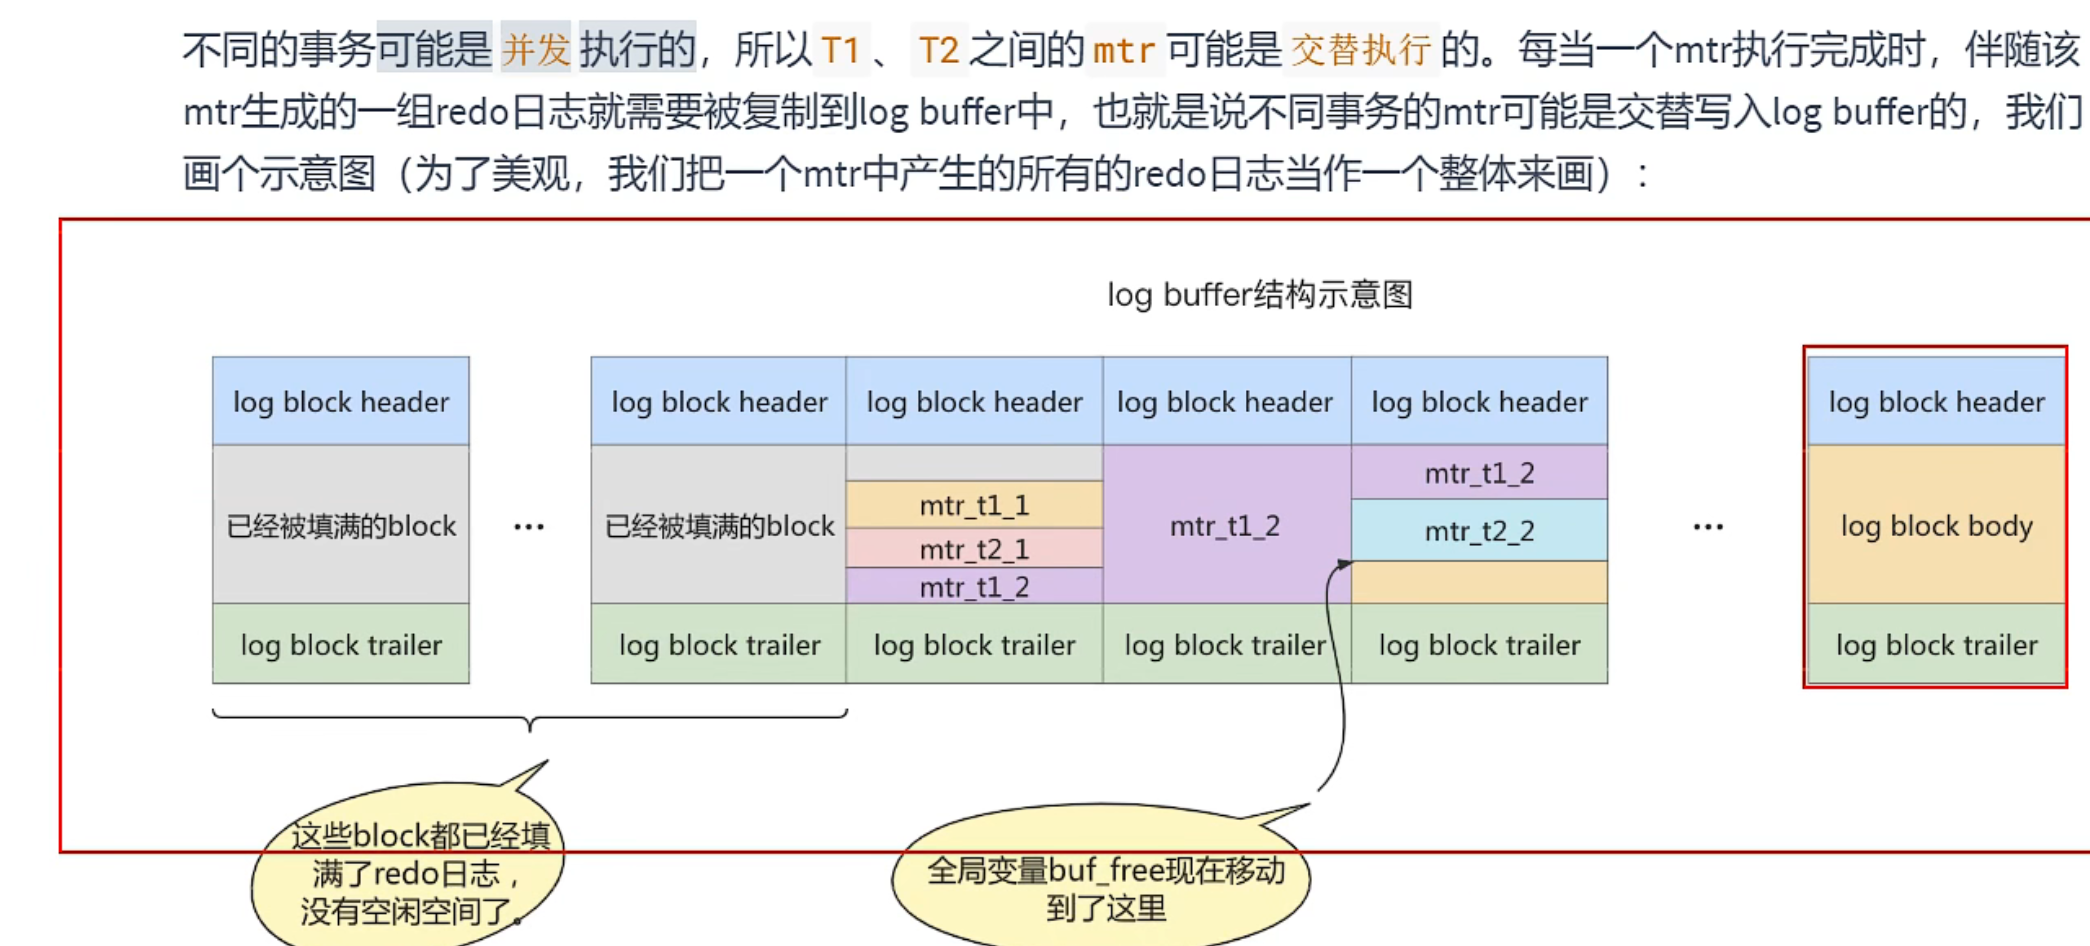 不同的事务可能是 并发 执行的，所以 T1 、 T2 之间的 mtr 可能是 交替执行 的。每当一个mtr执行完成时，伴随该
mtr生成的一组redo日志就需要被复制到log buffer中，也就是说不同事务的mtr可能是交替写入log buffer的，我们
画个示意图（为了美观，我们把一个mtr中产生的所有的redo日志当作一个整体来画）：
log buffer结构示意图
log block header
log block header
log block header
log block header
log block header
log block header
已经被填满的block
...
已经被填满的block
mtr_t1_1
mtr_t2_1
mtr_t1_2
mtr_t1_2
mtr_t1_2
mtr_t2_2
...
log block body
log block trailer
log block trailer
log block trailer
log block trailer
log block trailer
log block trailer
这些block都已经填
满了redo日志，
没有空闲空间了。
全局变量buf_free现在移动
到了这里